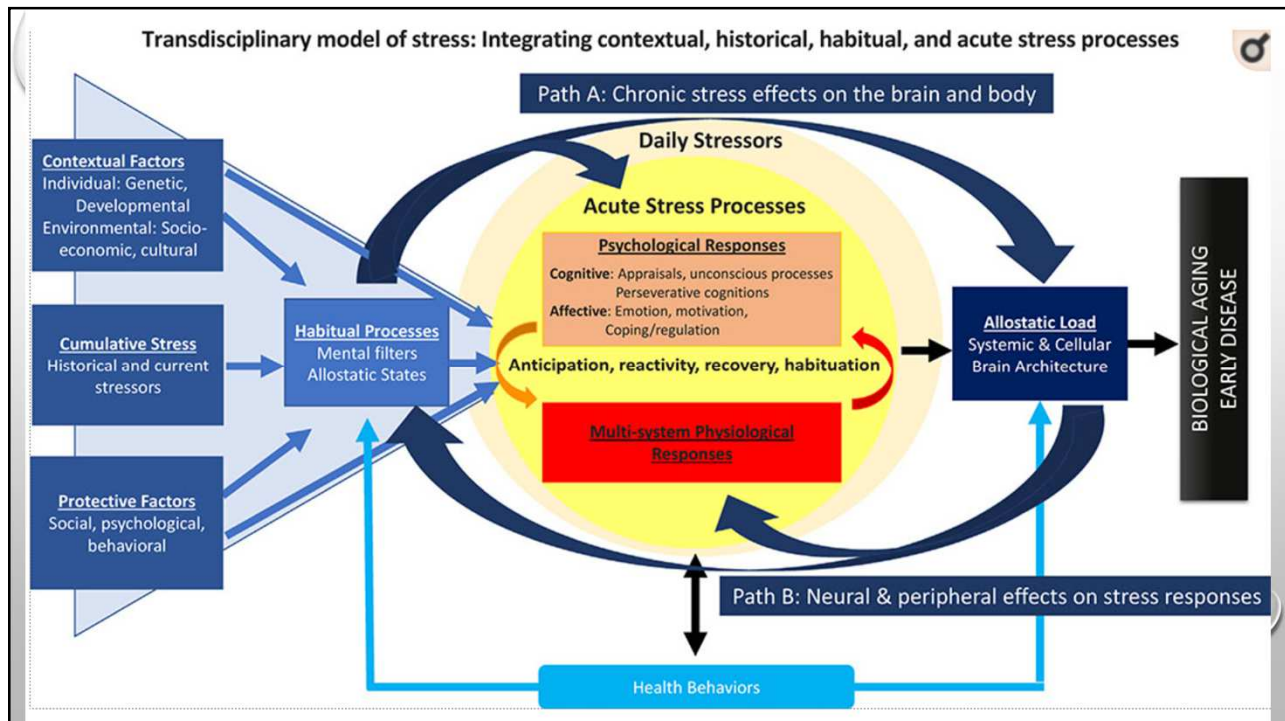 Transdisciplinary model of stress: Integrating contextual, historical, habitual, and acute stress processes
Path A: Chronic stress effects on the brain and body
Contextual Factors
Individual: Genetic,
Developmental
Environmental: Socio-
economic, cultural
Cumulative Stress
Historical and current
stressors
Protective Factors
Social, psychological,
behavioral
Habitual Processes
Mental filters
Allostatic States
Daily Stressors
Acute Stress Processes
Psychological Responses
Cognitive: Appraisals, unconscious processes
Perseverative cognitions
Affective: Emotion, motivation,
Coping/regulation
Anticipation, reactivity, recovery, habituation
Multi-system Physiological
Responses
Allostatic Load
Systemic & Cellular
Brain Architecture
BIOLOGICAL AGING
EARLY DISEASE
Path B: Neural & peripheral effects on stress responses
Health Behaviors